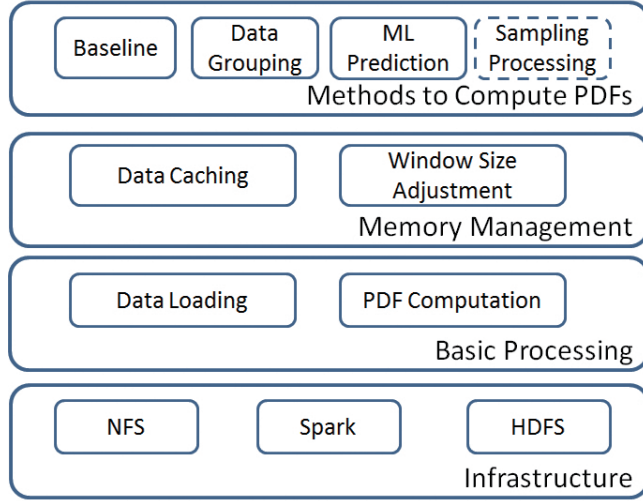 Baseline
Data
Grouping
ML
Prediction
Sampling
Processing
Methods to Compute PDFs
Data Caching
Window Size
Adjustment
Memory Management
Data Loading
PDF Computation
Basic Processing
NFS
Spark
HDFS
Infrastructure